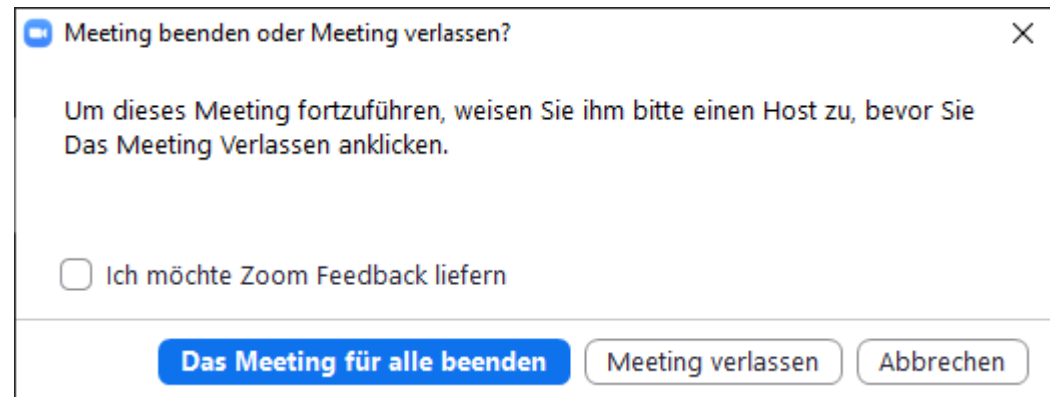 Meeting beenden oder Meeting verlassen?
Um dieses Meeting fortzuführen, weisen Sie ihm bitte einen Host zu, bevor Sie
Das Meeting Verlassen anklicken.
Ich möchte Zoom Feedback liefern
Das Meeting für alle beenden
Meeting verlassen
Abbrechen